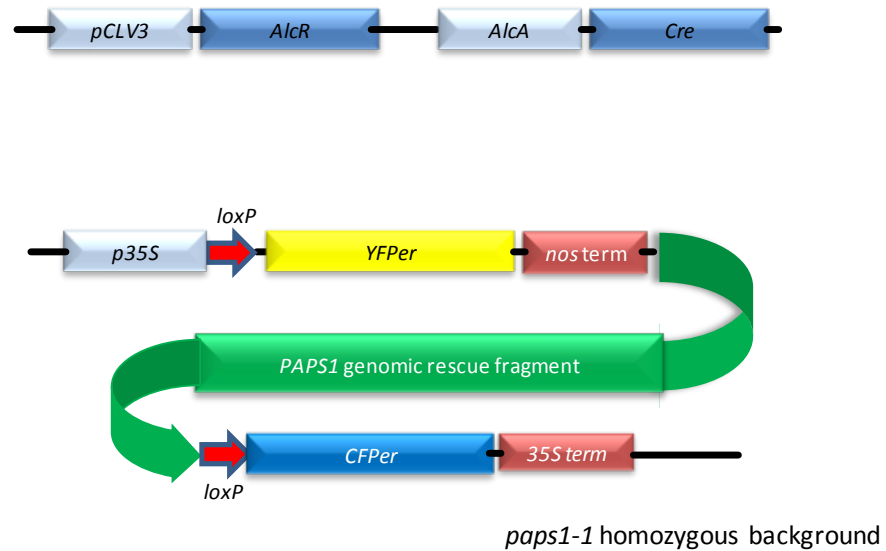 pCLV3 AlcR AlcA Cre
loxP
p35S YFPer nos term
PAPS1 genomic rescue fragment
CFPer 35S term
loxP
paps1-1 homozygous background